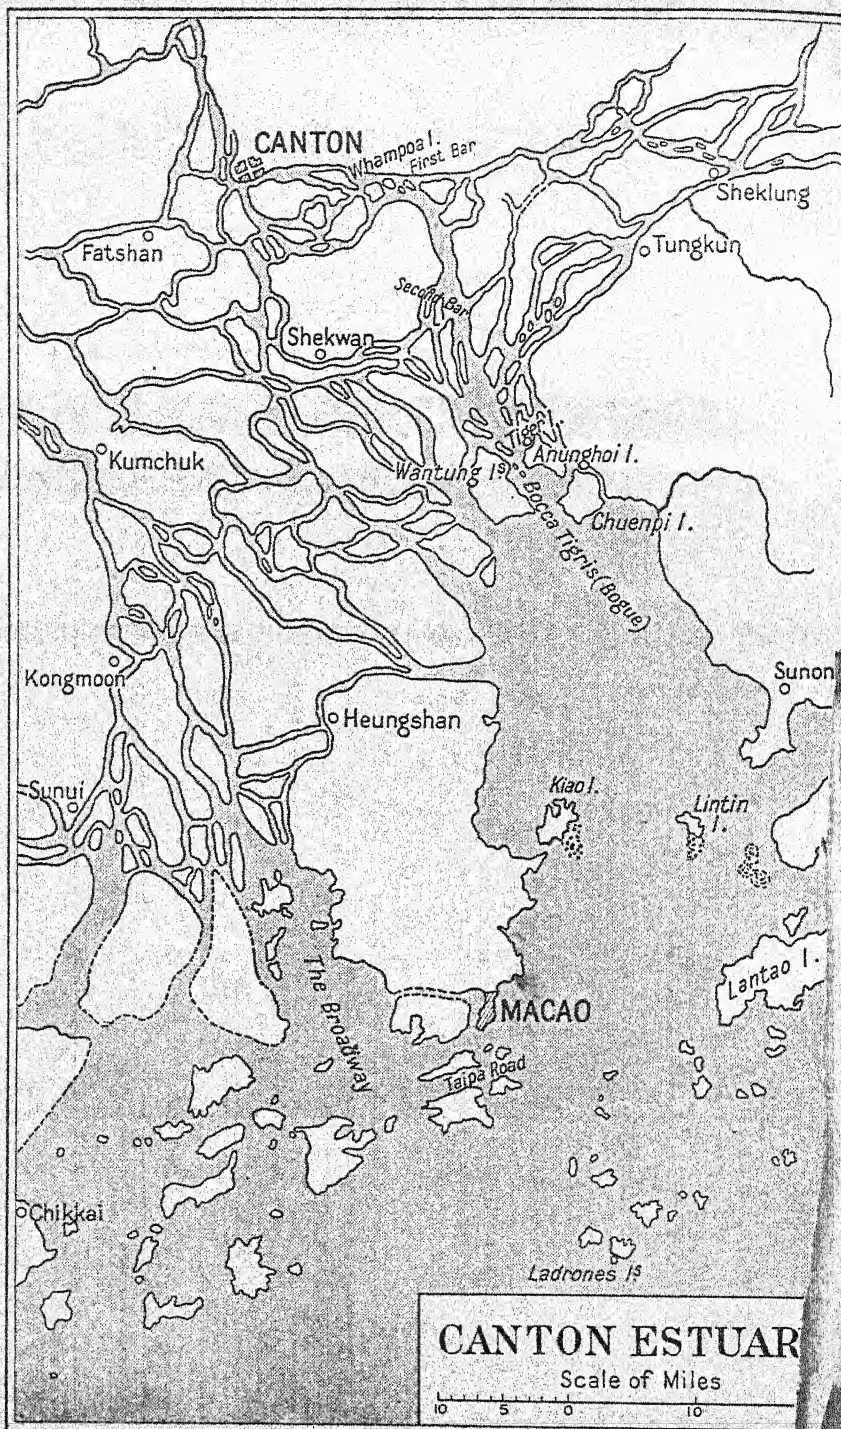 CANTON
Whampoa I.
First Bar
Sheklung
Fatshan
Tungkun
Second Bar
Shekwan
Tiger I.
Kumchuk
Wantung Is
Anunghoi I.
Chuenpi I.
Bocca Tigris (Bogue)
Kongmoon
Sunon
Heungshan
Sunui
Kiao I.
Lintin
I.
The Broadway
Lantao I.
MACAO
Taipa Road
Chikkai
Ladrones Is
CANTON ESTUAR
Scale of Miles
10 5 0 10